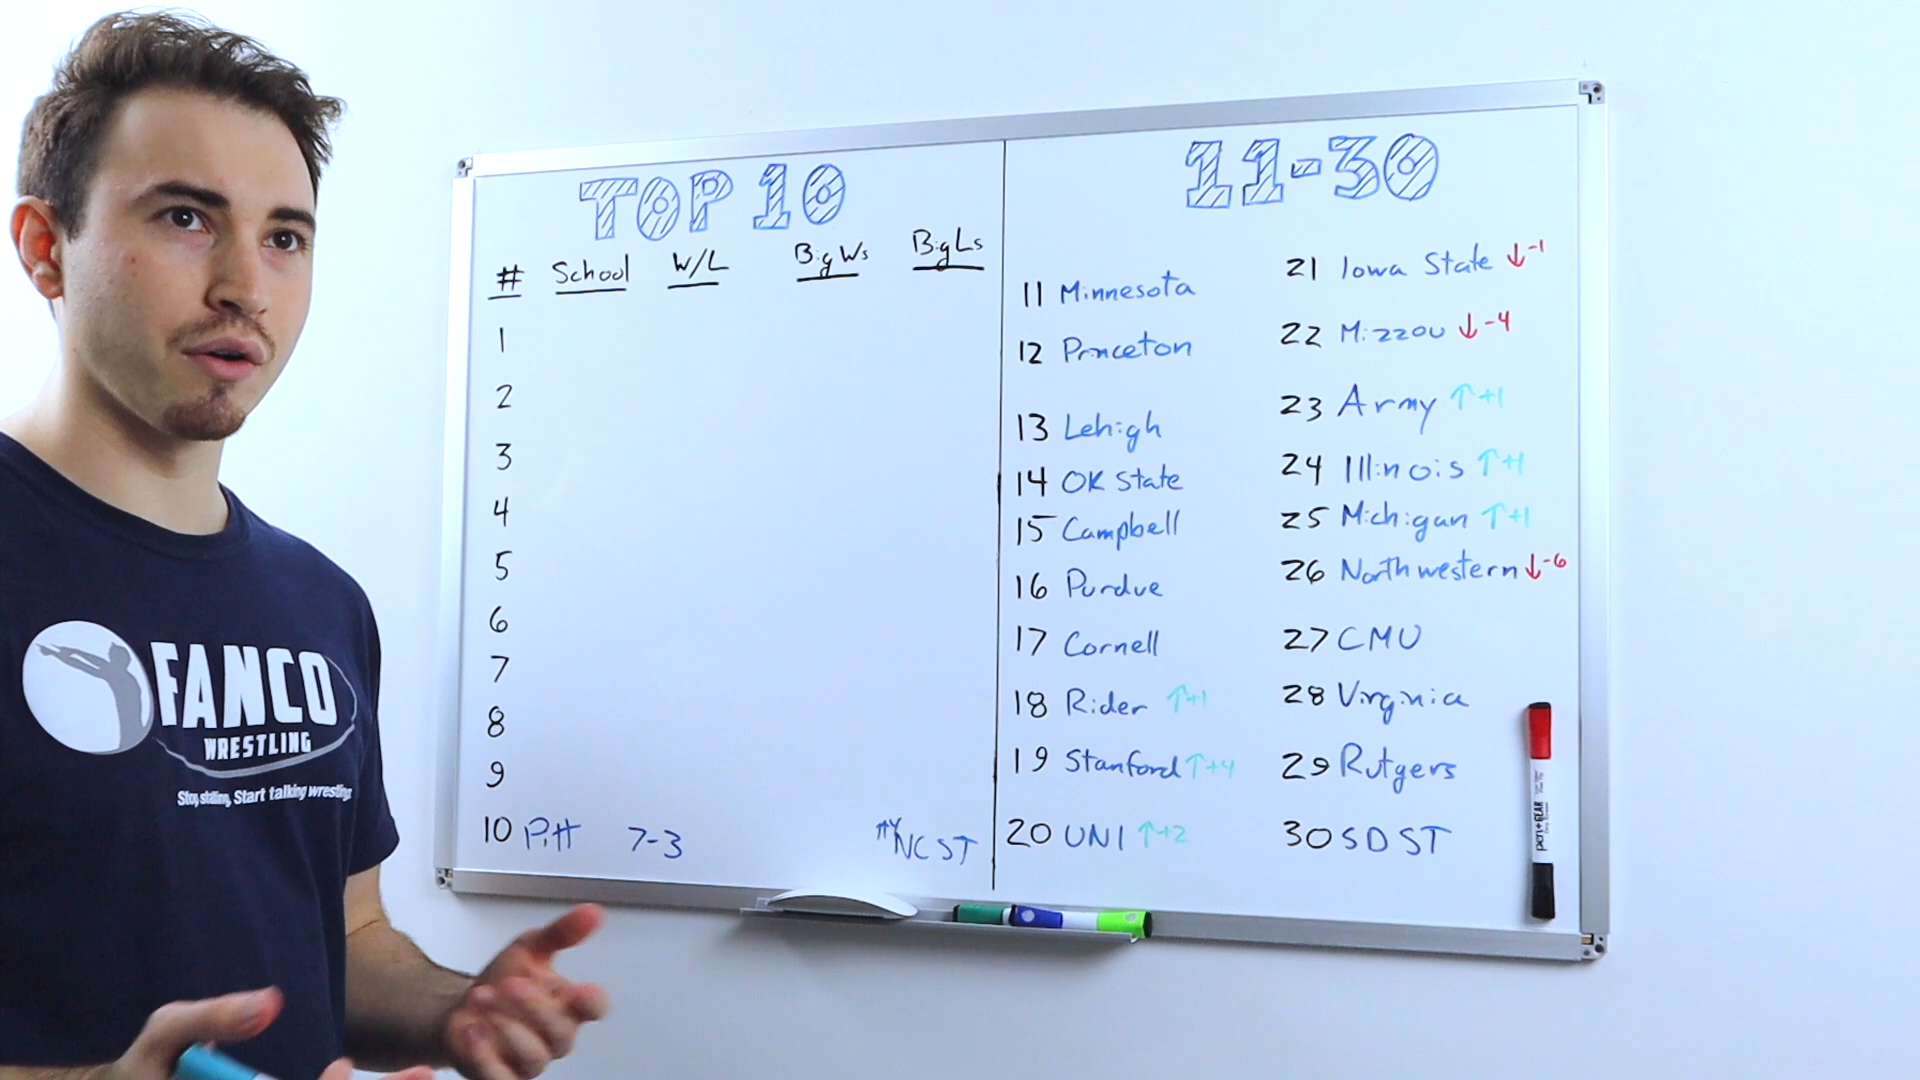 TOP 10
# School W/L Big Ws Big Ls
1
2
3
4
5
6
7
8
9
10 Pitt 7-3 NC ST
11-30
11 Minnesota
12 Princeton
13 Lehigh
14 OK State
15 Campbell
16 Purdue
17 Cornell
18 Rider ↑+1
19 Stanford ↑+4
20 UNI ↑+2
21 Iowa State ↓-1
22 Mizzou ↓-4
23 Army ↑+1
24 Illinois ↑+1
25 Michigan ↑+1
26 Northwestern ↓-6
27 CMU
28 Virginia
29 Rutgers
30 SDST
FANCO
WRESTLING
Stop stalling, Start talking wrestling
pen+GEAR